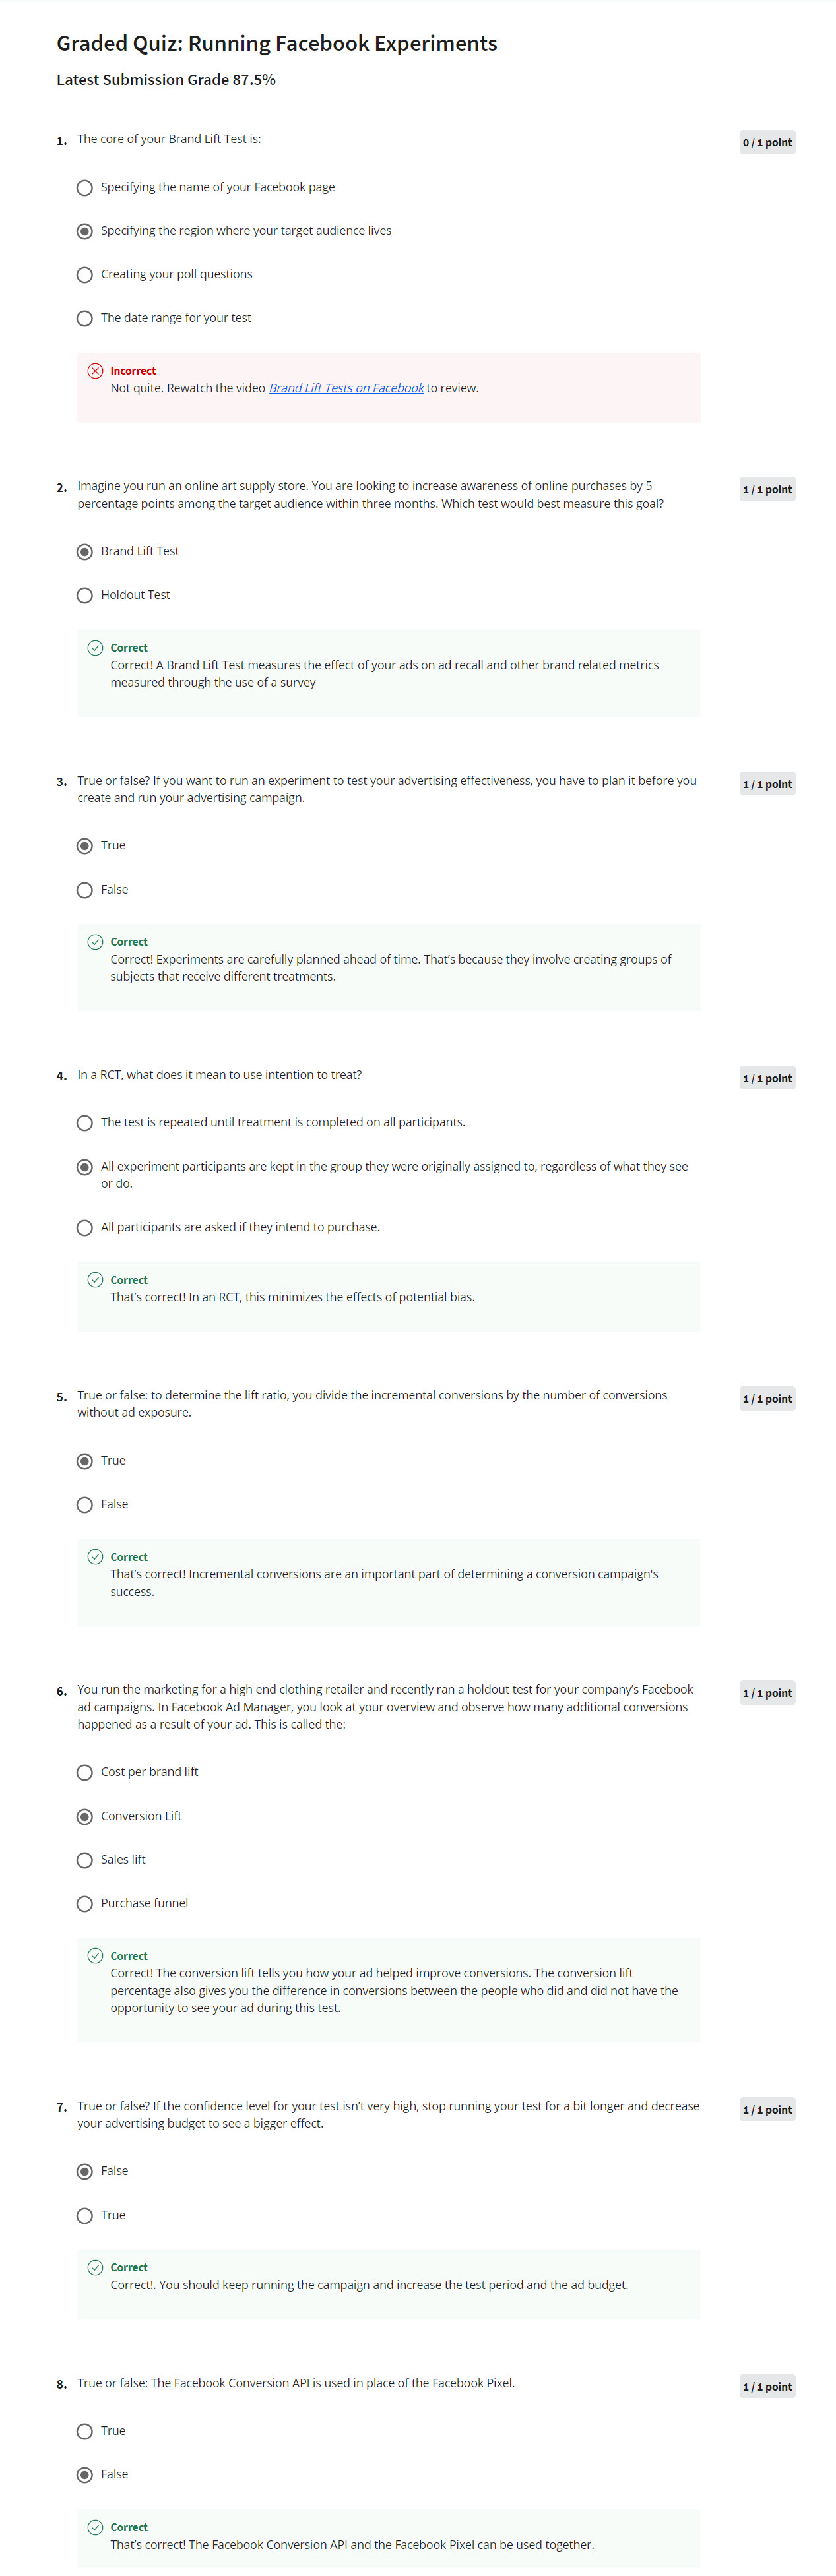 Graded Quiz: Running Facebook Experiments
Latest Submission Grade 87.5%
1. The core of your Brand Lift Test is:
0 / 1 point
Specifying the name of your Facebook page
Specifying the region where your target audience lives
Creating your poll questions
The date range for your test
Incorrect
Not quite. Rewatch the video Brand Lift Tests on Facebook to review.
2. Imagine you run an online art supply store. You are looking to increase awareness of online purchases by 5
percentage points among the target audience within three months. Which test would best measure this goal?
1 / 1 point
Brand Lift Test
Holdout Test
Correct
Correct! A Brand Lift Test measures the effect of your ads on ad recall and other brand related metrics
measured through the use of a survey
3. True or false? If you want to run an experiment to test your advertising effectiveness, you have to plan it before you
create and run your advertising campaign.
1 / 1 point
True
False
Correct
Correct! Experiments are carefully planned ahead of time. That's because they involve creating groups of
subjects that receive different treatments.
4. In a RCT, what does it mean to use intention to treat?
1 / 1 point
The test is repeated until treatment is completed on all participants.
All experiment participants are kept in the group they were originally assigned to, regardless of what they see
or do.
All participants are asked if they intend to purchase.
Correct
That's correct! In an RCT, this minimizes the effects of potential bias.
5. True or false: to determine the lift ratio, you divide the incremental conversions by the number of conversions
without ad exposure.
1 / 1 point
True
False
Correct
That's correct! Incremental conversions are an important part of determining a conversion campaign's
success.
6. You run the marketing for a high end clothing retailer and recently ran a holdout test for your company's Facebook
ad campaigns. In Facebook Ad Manager, you look at your overview and observe how many additional conversions
happened as a result of your ad. This is called the:
1 / 1 point
Cost per brand lift
Conversion Lift
Sales lift
Purchase funnel
Correct
Correct! The conversion lift tells you how your ad helped improve conversions. The conversion lift
percentage also gives you the difference in conversions between the people who did and did not have the
opportunity to see your ad during this test.
7. True or false? If the confidence level for your test isn't very high, stop running your test for a bit longer and decrease
your advertising budget to see a bigger effect.
1 / 1 point
False
True
Correct
Correct!. You should keep running the campaign and increase the test period and the ad budget.
8. True or false: The Facebook Conversion API is used in place of the Facebook Pixel.
1 / 1 point
True
False
Correct
That's correct! The Facebook Conversion API and the Facebook Pixel can be used together.